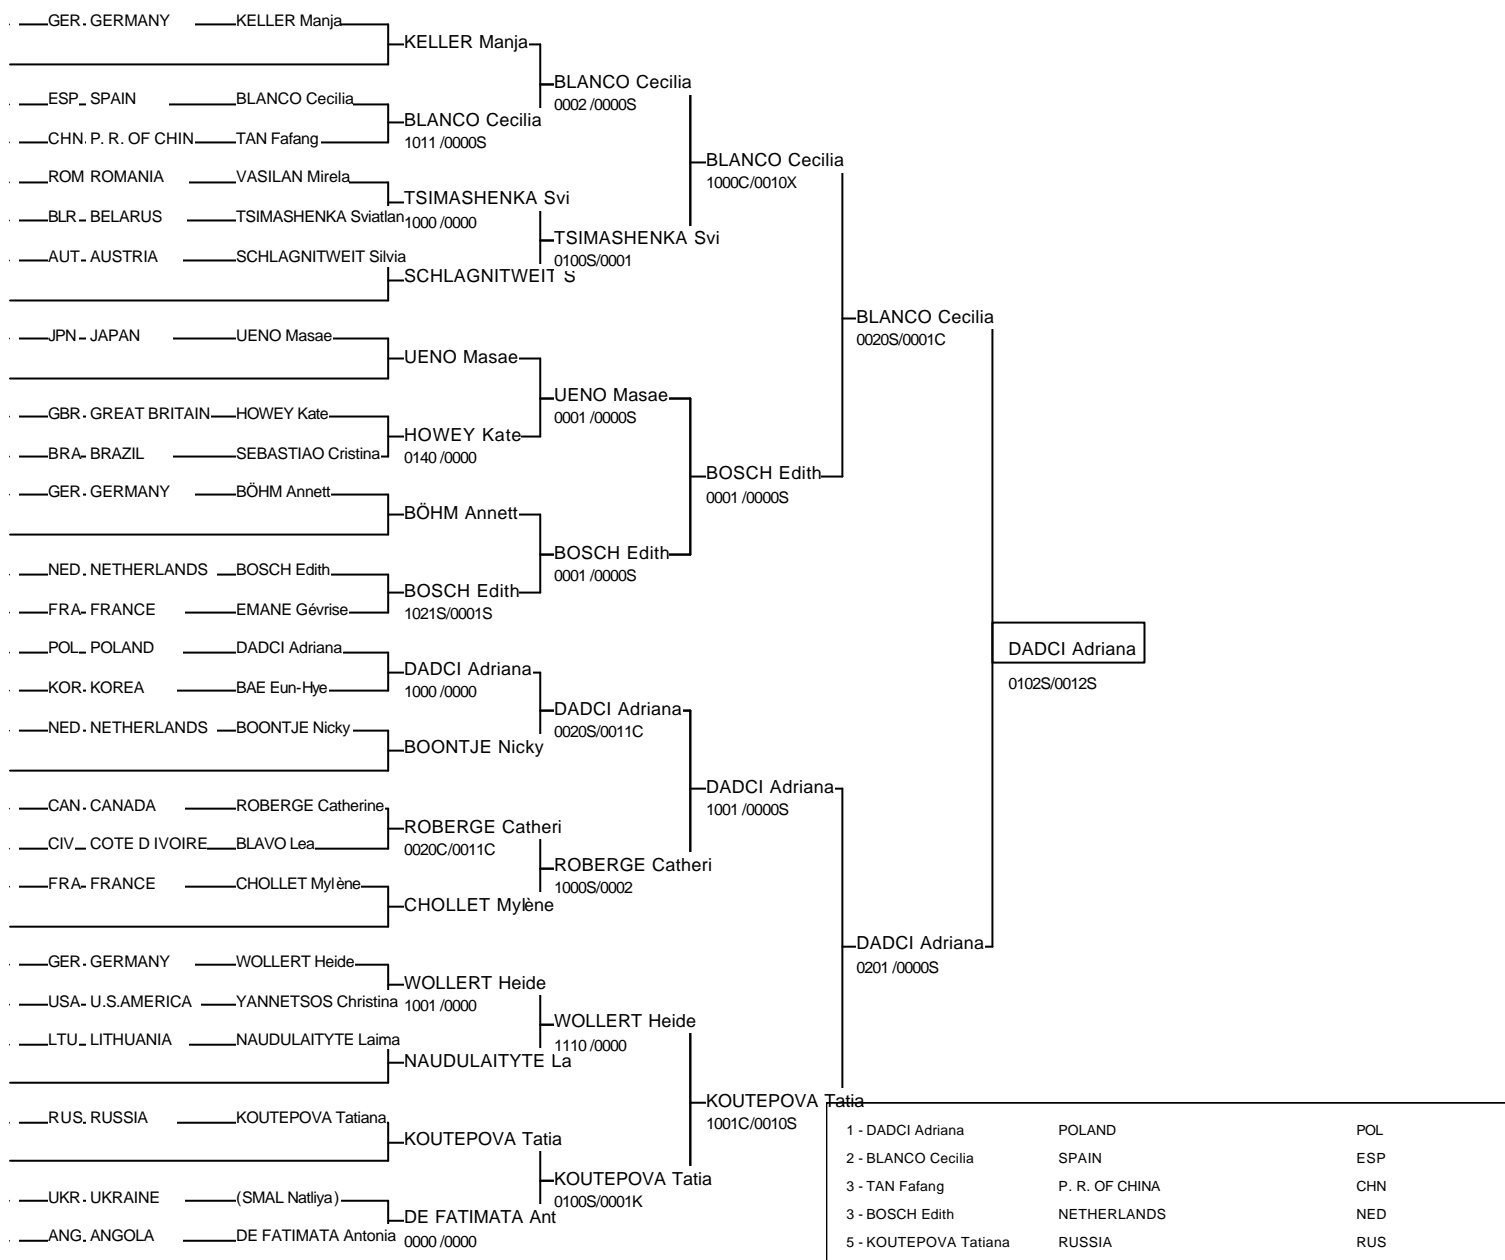 GER GERMANY KELLER Manja
KELLER Manja
BLANCO Cecilia
0002 /0000S
ESP SPAIN BLANCO Cecilia
BLANCO Cecilia
1011 /0000S
CHN P. R. OF CHIN TAN Fafang
BLANCO Cecilia
1000C/0010X
ROM ROMANIA VASILAN Mirela
TSIMASHENKA Svi
1000 /0000
BLR BELARUS TSIMASHENKA Sviatlan
TSIMASHENKA Svi
0100S/0001
AUT AUSTRIA SCHLAGNITWEIT Silvia
SCHLAGNITWEIT S
BLANCO Cecilia
0020S/0001C
JPN JAPAN UENO Masae
UENO Masae
UENO Masae
0001 /0000S
GBR GREAT BRITAIN HOWEY Kate
HOWEY Kate
0140 /0000
BRA BRAZIL SEBASTIAO Cristina
BOSCH Edith
0001 /0000S
GER GERMANY BÖHM Annett
BÖHM Annett
BOSCH Edith
0001 /0000S
NED NETHERLANDS BOSCH Edith
BOSCH Edith
1021S/0001S
FRA FRANCE EMANE Gévrise
DADCI Adriana
0102S/0012S
POL POLAND DADCI Adriana
DADCI Adriana
1000 /0000
KOR KOREA BAE Eun-Hye
DADCI Adriana
0020S/0011C
NED NETHERLANDS BOONTJE Nicky
BOONTJE Nicky
DADCI Adriana
1001 /0000S
CAN CANADA ROBERGE Catherine
ROBERGE Catheri
0020C/0011C
CIV COTE D IVOIRE BLAVO Lea
ROBERGE Catheri
1000S/0002
FRA FRANCE CHOLLET Mylène
CHOLLET Mylène
DADCI Adriana
0201 /0000S
GER GERMANY WOLLERT Heide
WOLLERT Heide
1001 /0000
USA U.S.AMERICA YANNETSOS Christina
WOLLERT Heide
1110 /0000
LTU LITHUANIA NAUDULAITYTE Laima
NAUDULAITYTE La
KOUTEPOVA Tatia
1001C/0010S
RUS RUSSIA KOUTEPOVA Tatiana
KOUTEPOVA Tatia
KOUTEPOVA Tatia
0100S/0001K
UKR UKRAINE (SMAL Natliya)
DE FATIMATA Ant
0000 /0000
ANG ANGOLA DE FATIMATA Antonia
1 - DADCI Adriana POLAND POL
2 - BLANCO Cecilia SPAIN ESP
3 - TAN Fafang P. R. OF CHINA CHN
3 - BOSCH Edith NETHERLANDS NED
5 - KOUTEPOVA Tatiana RUSSIA RUS